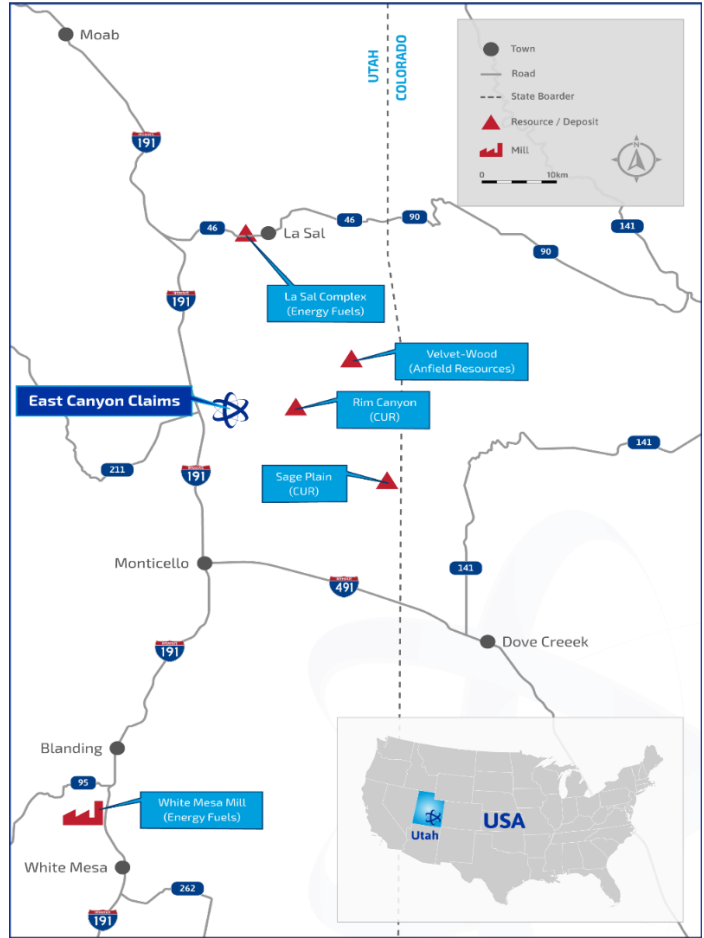 Moab
UTAH
COLORADO
Town
Road
State Boarder
Resource / Deposit
Mill
0 10km
N
191
46
La Sal
46
90
141
90
La Sal Complex
(Energy Fuels)
191
Velvet-Wood
(Anfield Resources)
East Canyon Claims
Rim Canyon
(CUR)
141
211
191
Sage Plain
(CUR)
Monticello
141
491
Dove Creeek
191
Blanding
95
White Mesa Mill
(Energy Fuels)
USA
Utah
White Mesa
262
191